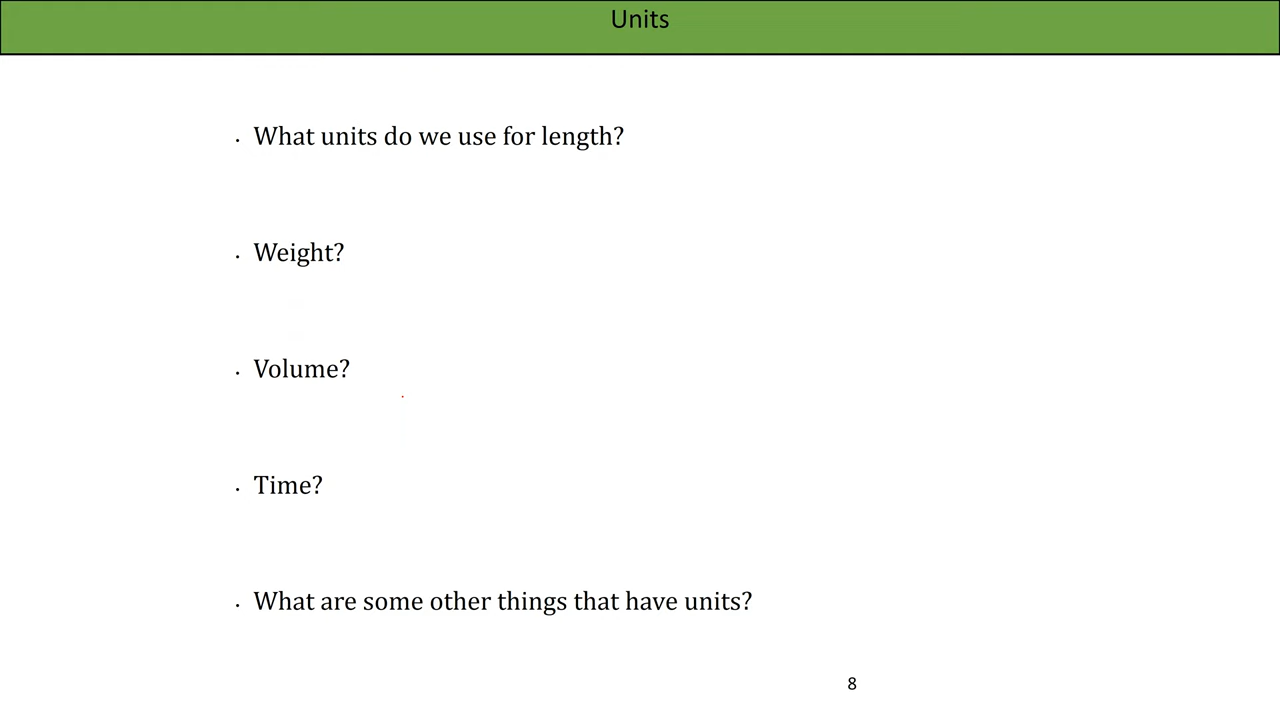 Units
· What units do we use for length?
· Weight?
· Volume?
· Time?
· What are some other things that have units?
8